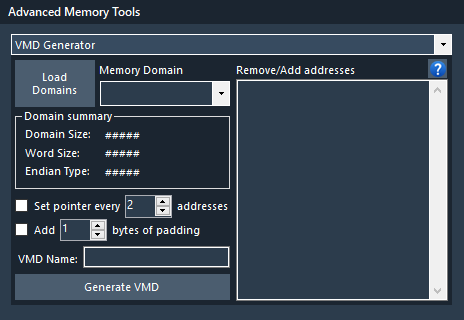 Advanced Memory Tools
VMD Generator
Load
Domains
Memory Domain
Remove/Add addresses
?
Domain summary
Domain Size: #####
Word Size: #####
Endian Type: #####
Set pointer every 2 addresses
Add 1 bytes of padding
VMD Name:
Generate VMD